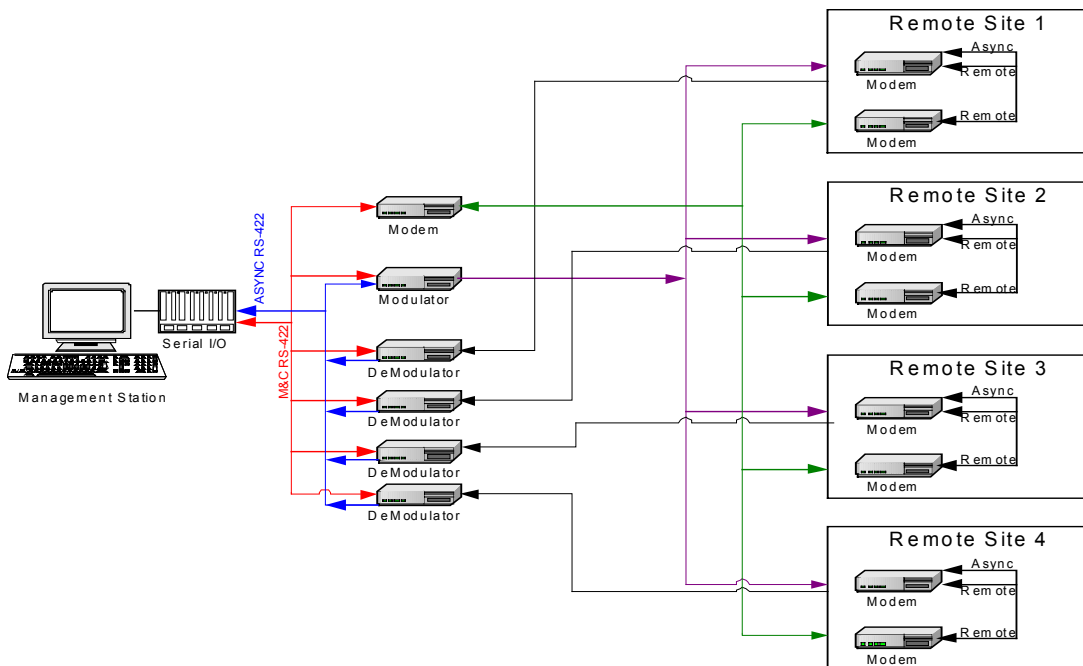 Remote Site 1
Async
Remote
Modem
Remote
Modem
Remote Site 2
Async
Remote
Modem
Remote
Modem
Remote Site 3
Async
Remote
Modem
Remote
Modem
Remote Site 4
Async
Remote
Modem
Remote
Modem
Modem
Modulator
DeModulator
DeModulator
DeModulator
DeModulator
ASYNC RS-422
M&C RS-422
Serial I/O
Management Station